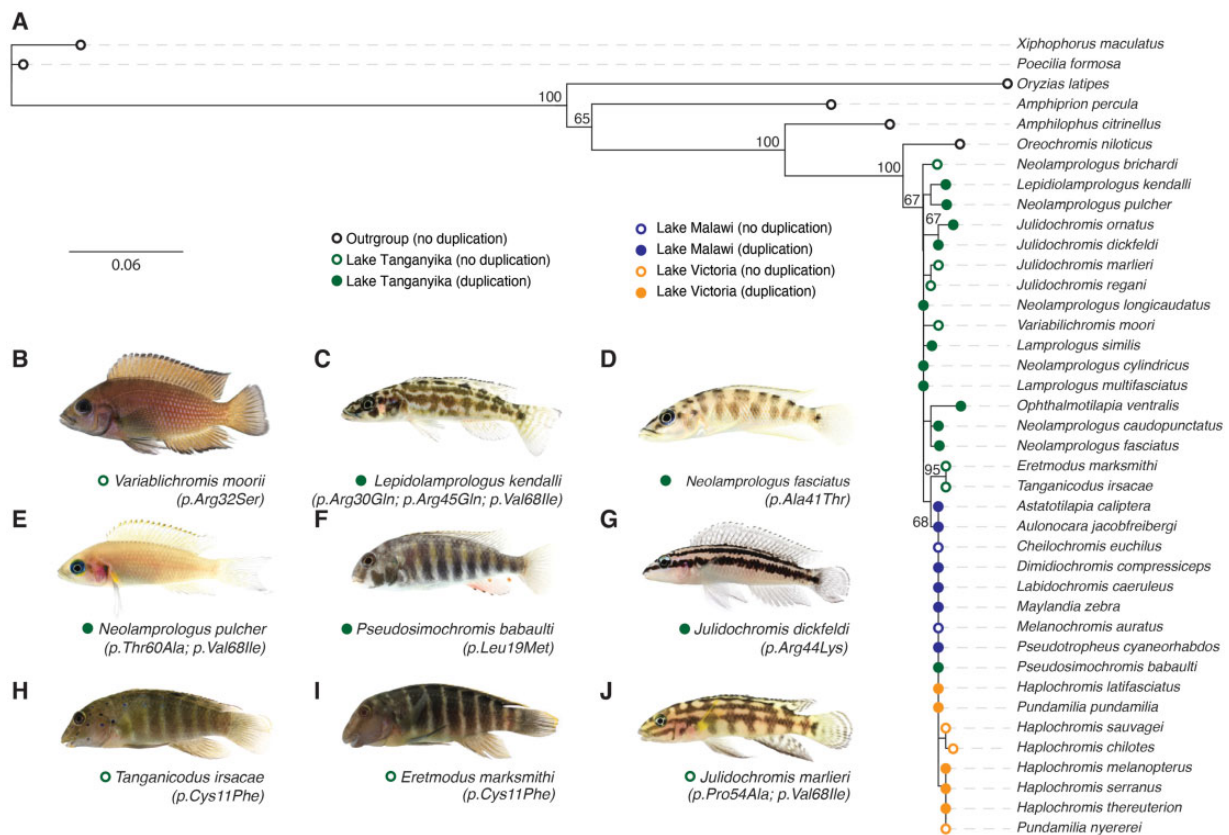 A
Xiphophorus maculatus
Poecilia formosa
Oryzias latipes
100
Amphiprion percula
65
Amphilophus citrinellus
100
Oreochromis niloticus
100
Neolamprologus brichardi
Lepidiolamprologus kendalli
67
Neolamprologus pulcher
67
Julidochromis ornatus
Julidochromis dickfeldi
Julidochromis marlieri
Julidochromis regani
Neolamprologus longicaudatus
Variabilichromis moori
Lamprologus similis
Neolamprologus cylindricus
Lamprologus multifasciatus
Ophthalmotilapia ventralis
Neolamprologus caudopunctatus
Neolamprologus fasciatus
95
Eretmodus marksmithi
Tanganicodus irsacae
Astatotilapia caliptera
68
Aulonocara jacobfreibergi
Cheilochromis euchilus
Dimidiochromis compressiceps
Labidochromis caeruleus
Maylandia zebra
Melanochromis auratus
Pseudotropheus cyaneorhabdos
Pseudosimochromis babaulti
Haplochromis latifasciatus
Pundamilia pundamilia
Haplochromis sauvagei
Haplochromis chilotes
Haplochromis melanopterus
Haplochromis serranus
Haplochromis thereuterion
Pundamilia nyererei
0.06
Outrgroup (no duplication)
Lake Tanganyika (no duplication)
Lake Tanganyika (duplication)
Lake Malawi (no duplication)
Lake Malawi (duplication)
Lake Victoria (no duplication)
Lake Victoria (duplication)
B
Variablichromis moorii
(p.Arg32Ser)
C
Lepidolamprologus kendalli
(p.Arg30Gln; p.Arg45Gln; p.Val68Ile)
D
Neolamprologus fasciatus
(p.Ala41Thr)
E
Neolamprologus pulcher
(p.Thr60Ala; p.Val68Ile)
F
Pseudosimochromis babaulti
(p.Leu19Met)
G
Julidochromis dickfeldi
(p.Arg44Lys)
H
Tanganicodus irsacae
(p.Cys11Phe)
I
Eretmodus marksmithi
(p.Cys11Phe)
J
Julidochromis marlieri
(p.Pro54Ala; p.Val68Ile)